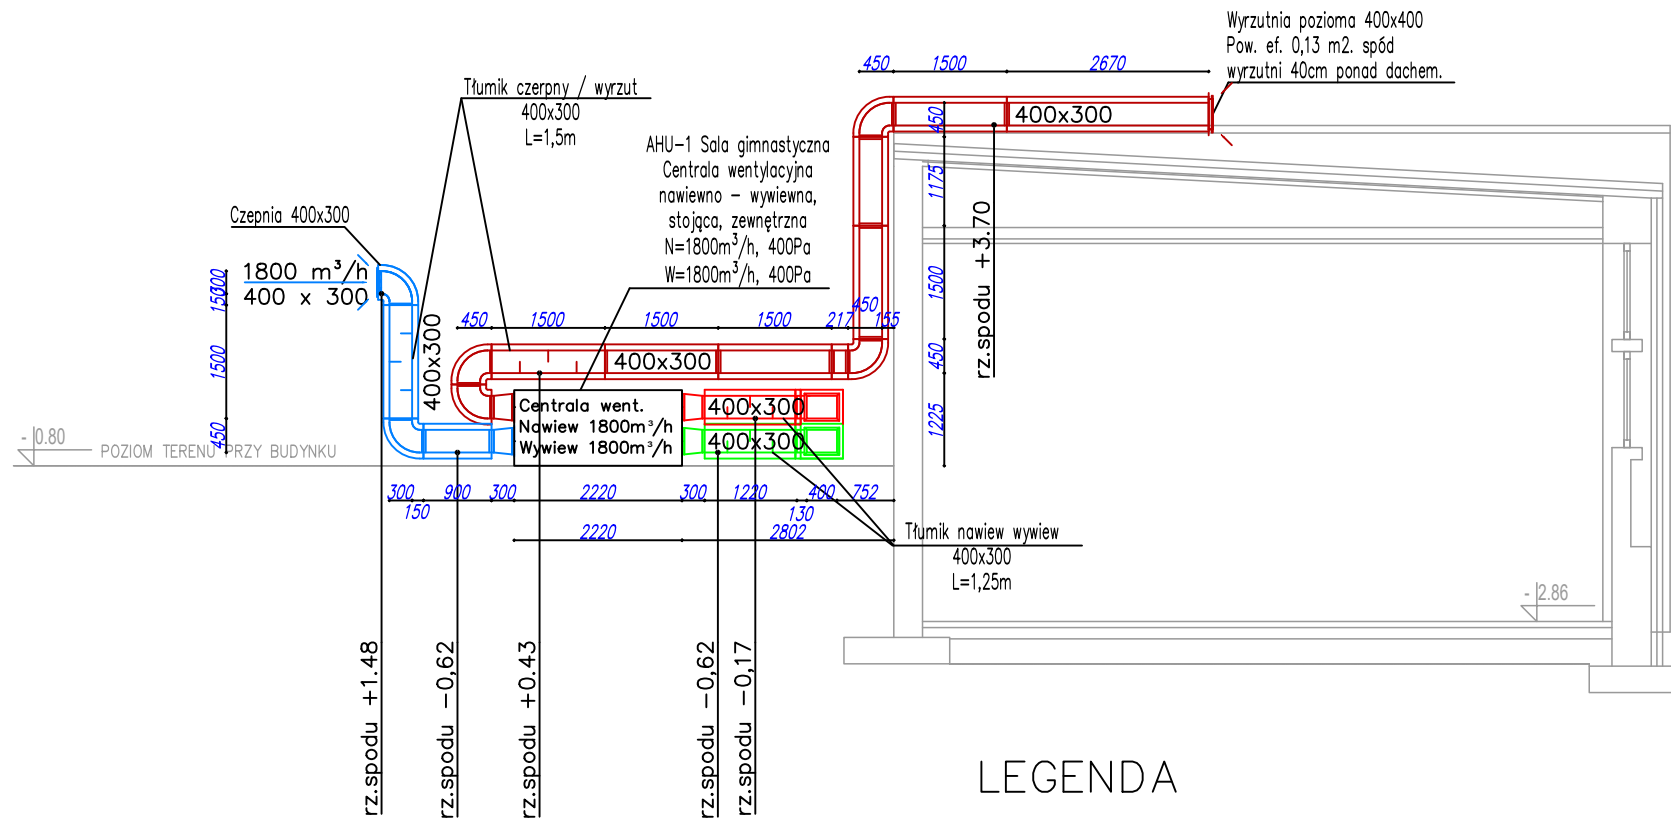 Wyrzutnia pozioma 400x400
Pow. ef. 0,13 m2. spód
wyrzutni 40cm ponad dachem.
450
1500
2670
Tłumik czerpny / wyrzut
400x300
L=1,5m
400x300
450
AHU-1 Sala gimnastyczna
Centrala wentylacyjna
nawiewno - wywiewna,
stojąca, zewnętrzna
N=1800m³/h, 400Pa
W=1800m³/h, 400Pa
1175
rz.spodu +3.70
Czepnia 400x300
1800 m³/h
400 x 300
300
150
1500
450
400x300
450
1500
1500
1500
217
450
155
1500
450
1225
400x300
Centrala went.
Nawiew 1800m³/h
Wywiew 1800m³/h
400x300
400x300
- 0.80
POZIOM TERENU PRZY BUDYNKU
300
150
900
300
2220
300
1220
130
400
752
2220
2802
Tłumik nawiew wywiew
400x300
L=1,25m
- 2.86
rz.spodu +1.48
rz.spodu -0,62
rz.spodu +0.43
rz.spodu -0,62
rz.spodu -0,17
LEGENDA